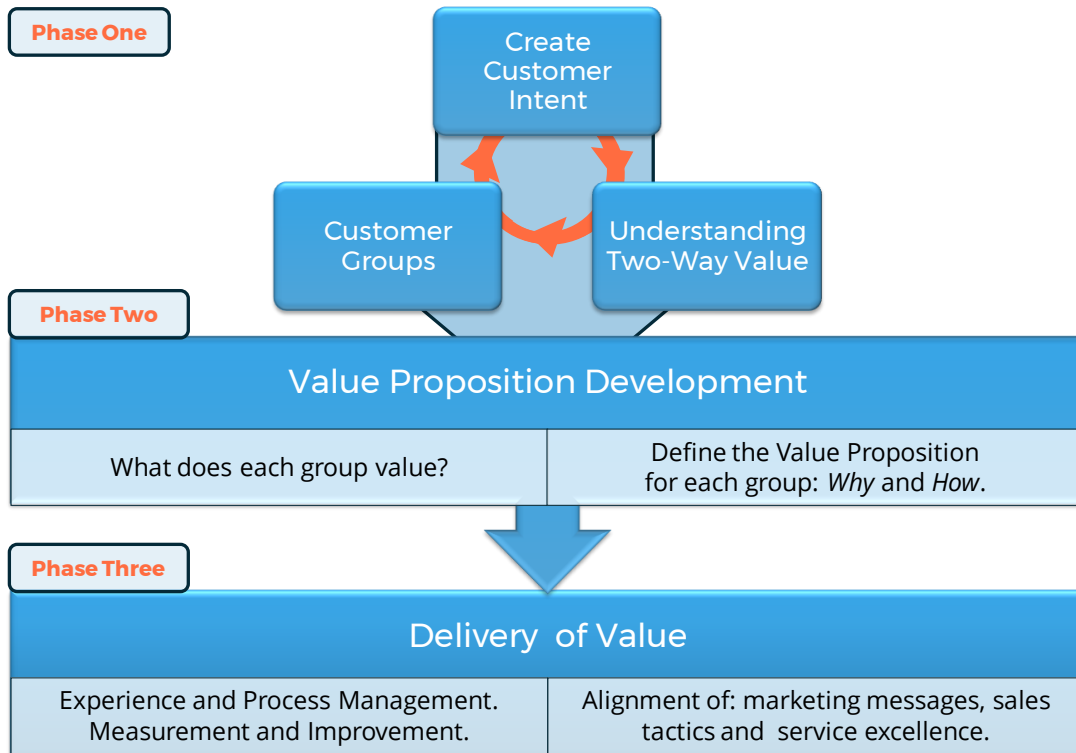 Phase One
Create
Customer
Intent
Customer
Groups
Understanding
Two-Way Value
Phase Two
Value Proposition Development
What does each group value?
Define the Value Proposition
for each group: Why and How.
Phase Three
Delivery of Value
Experience and Process Management.
Measurement and Improvement.
Alignment of: marketing messages, sales
tactics and service excellence.